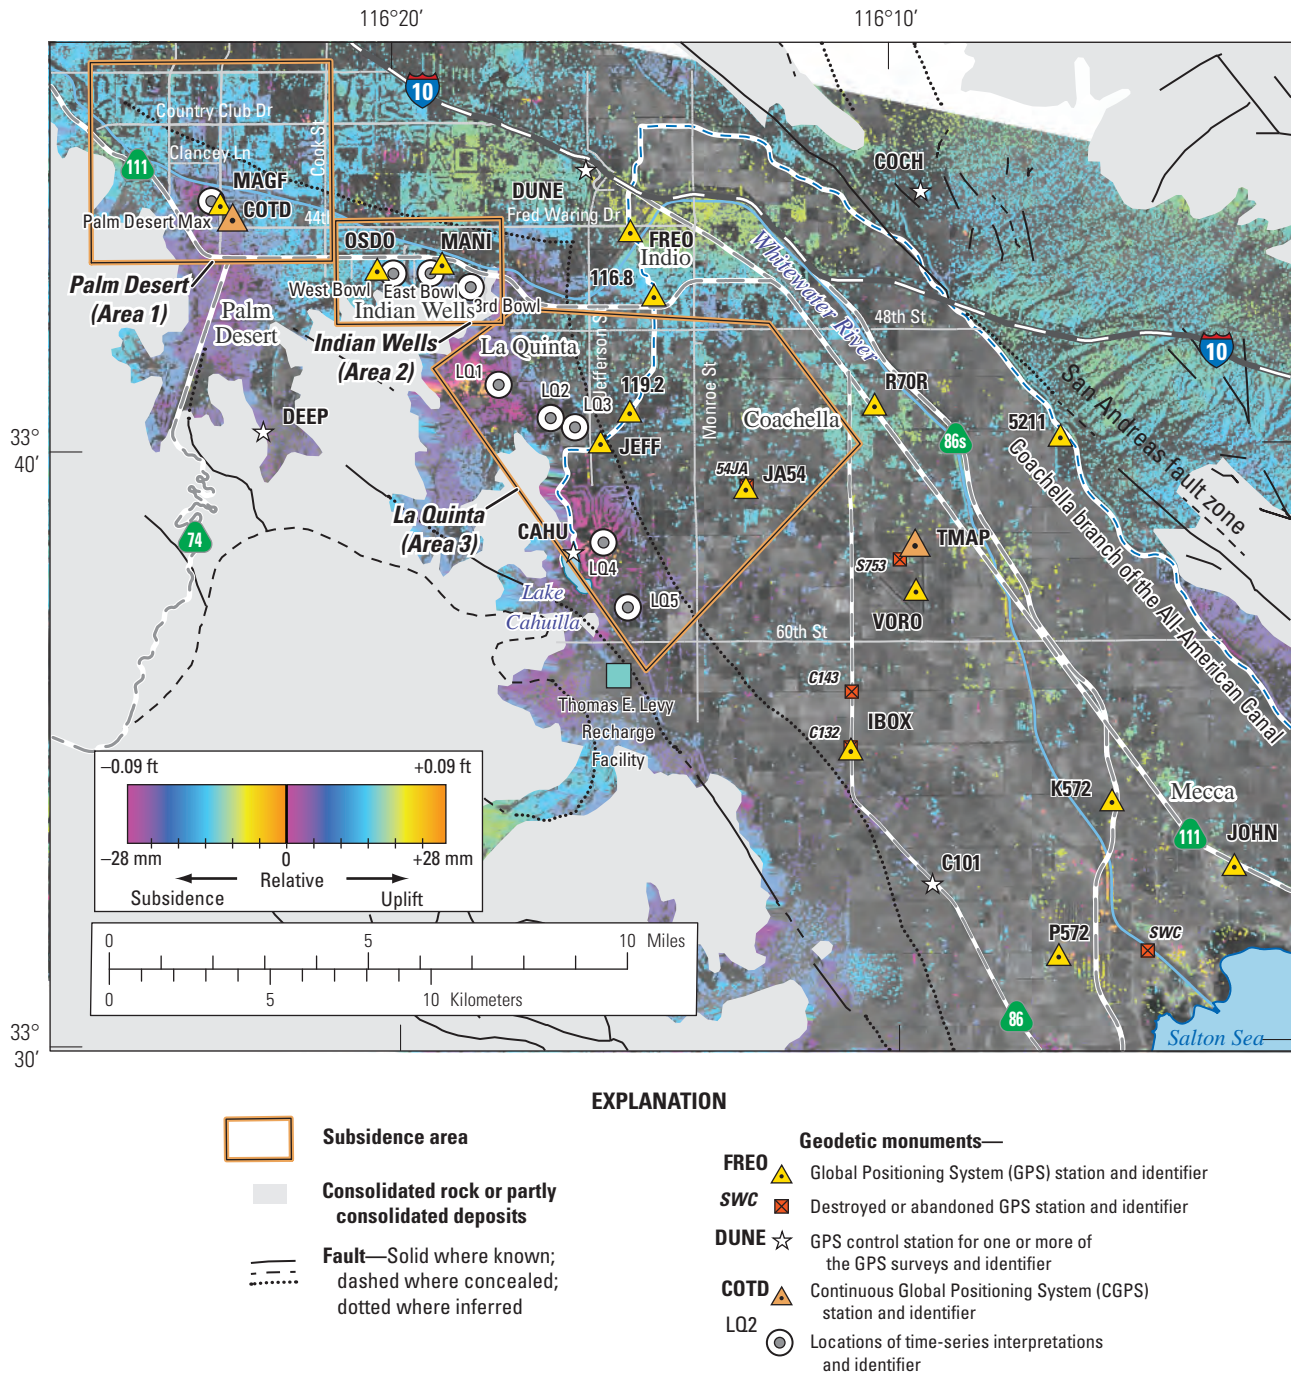 116°20'
116°10'
10
Country Club Dr
Cook St
Clancey Ln
111
MAGF
COTD
Palm Desert Max
44th
DUNE
Fred Waring Dr
COCH
OSDO
MANI
FREO
Indio
Whitewater River
116.8
West Bowl
East Bowl
3rd Bowl
Indian Wells
Palm Desert
(Area 1)
Palm
Desert
Indian Wells
(Area 2)
48th St
10
La Quinta
Jefferson St
LQ1
LQ2
LQ3
119.2
Monroe St
R70R
San Andreas fault zone
DEEP
Coachella
5211
86s
33°
40'
JEFF
54JA
JA54
Coachella branch of the All-American Canal
La Quinta
(Area 3)
74
CAHU
LQ4
TMAP
S753
Lake
Cahuilla
LQ5
VORO
60th St
Thomas E. Levy
Recharge
Facility
C143
IBOX
C132
K572
Mecca
111
JOHN
C101
P572
SWC
86
Salton Sea
–0.09 ft
+0.09 ft
–28 mm
0
+28 mm
Relative
Subsidence
Uplift
0
5
10 Miles
0
5
10 Kilometers
33°
30'
EXPLANATION
Subsidence area
Consolidated rock or partly
consolidated deposits
Fault—Solid where known;
dashed where concealed;
dotted where inferred
Geodetic monuments—
FREO
Global Positioning System (GPS) station and identifier
SWC
Destroyed or abandoned GPS station and identifier
DUNE
GPS control station for one or more of
the GPS surveys and identifier
COTD
Continuous Global Positioning System (CGPS)
station and identifier
LQ2
Locations of time-series interpretations
and identifier